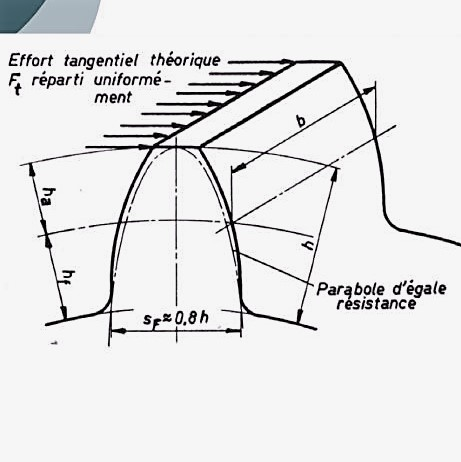 Effort tangentiel théorique
Ft réparti uniformé-
ment
b
ha
h
hf
Parabole d'égale
résistance
sF≈0,8h